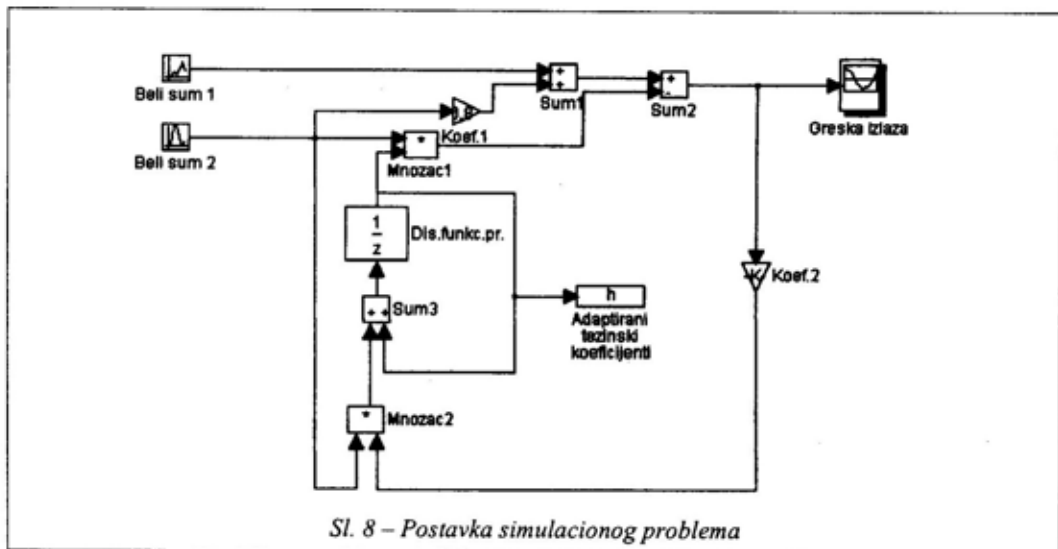 Beli sum 1
Beli sum 2
Koef.1
Sum1
Sum2
Greska izlaza
*
Mnozac1
1
z
Dis.funkc.pr.
Sum3
h
Adaptirani
tezinski
koeficijenti
K
Koef.2
*
Mnozac2
Sl. 8 – Postavka simulacionog problema